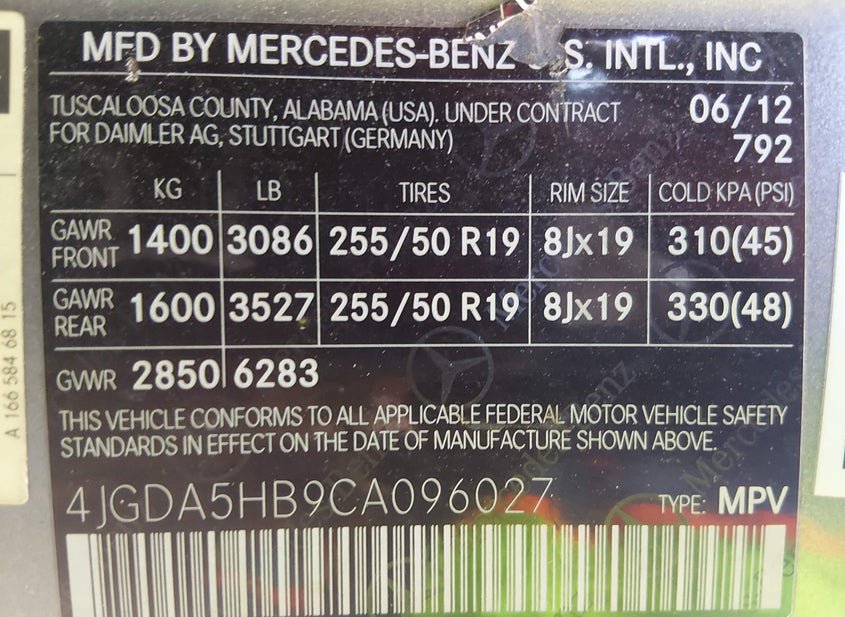 MFD BY MERCEDES-BENZ S. INTL., INC
TUSCALOOSA COUNTY, ALABAMA (USA). UNDER CONTRACT 06/12
FOR DAIMLER AG, STUTTGART (GERMANY) 792
KG LB TIRES RIM SIZE COLD KPA (PSI)
GAWR FRONT 1400 3086 255/50 R19 8Jx19 310(45)
GAWR REAR 1600 3527 255/50 R19 8Jx19 330(48)
GVWR 2850 6283
THIS VEHICLE CONFORMS TO ALL APPLICABLE FEDERAL MOTOR VEHICLE SAFETY
STANDARDS IN EFFECT ON THE DATE OF MANUFACTURE SHOWN ABOVE.
4JGDA5HB9CA096027 TYPE: MPV
A 166 584 68 15
Mercedes-Benz